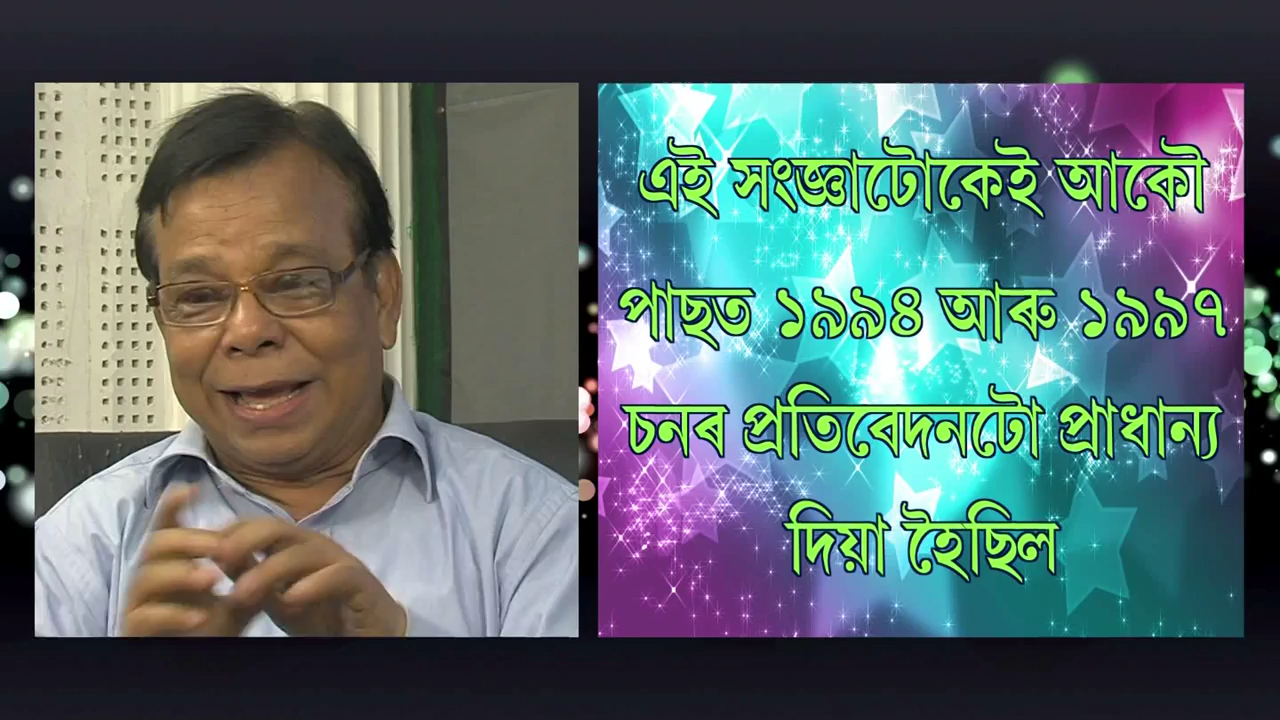 এই সংজ্ঞাটোকেই আকৌ
পাছত ১৯৯৪ আৰু ১৯৯৭
চনৰ প্ৰতিবেদনটো প্ৰাধান্য
দিয়া হৈছিল